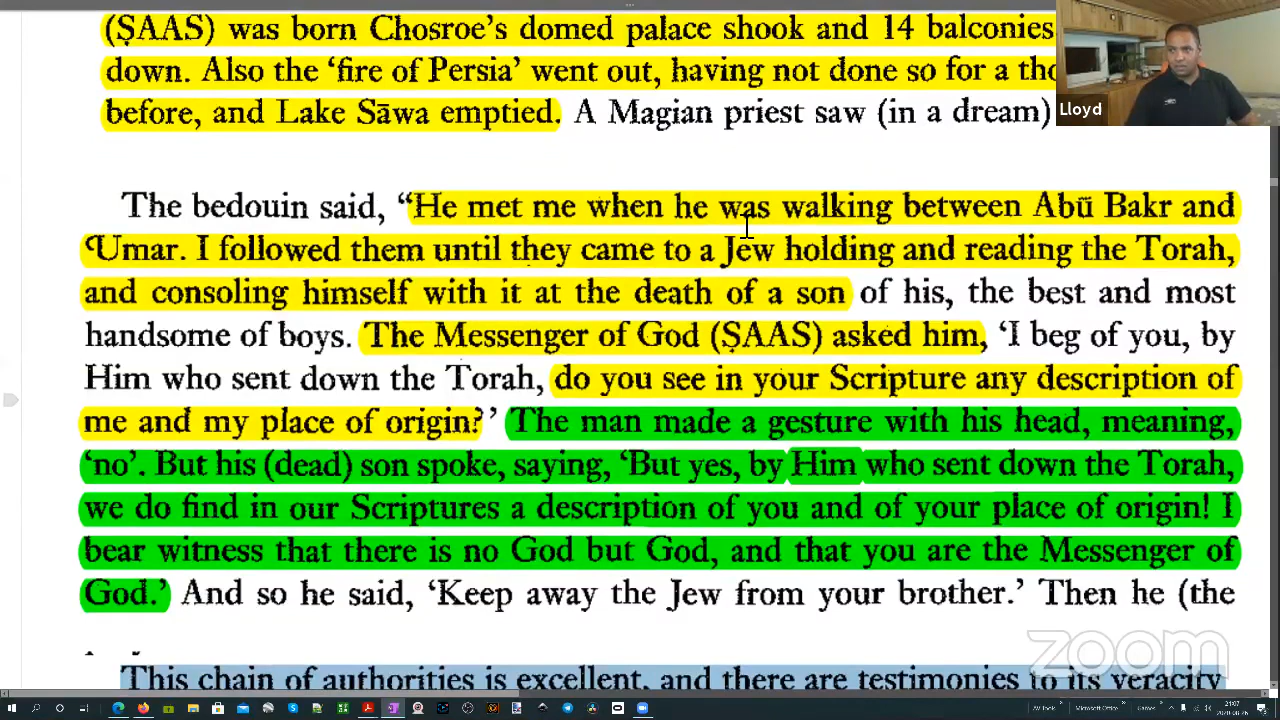 (ṢAAS) was born Chosroe's domed palace shook and 14 balconies
down. Also the 'fire of Persia' went out, having not done so for a
before, and Lake Sāwa emptied. A Magian priest saw (in a dream)
Lloyd
The bedouin said, "He met me when he was walking between Abū Bakr and
ʿUmar. I followed them until they came to a Jew holding and reading the Torah,
and consoling himself with it at the death of a son of his, the best and most
handsome of boys. The Messenger of God (ṢAAS) asked him, 'I beg of you, by
Him who sent down the Torah, do you see in your Scripture any description of
me and my place of origin?' The man made a gesture with his head, meaning,
'no'. But his (dead) son spoke, saying, 'But yes, by Him who sent down the Torah,
we do find in our Scriptures a description of you and of your place of origin! I
bear witness that there is no God but God, and that you are the Messenger of
God.' And so he said, 'Keep away the Jew from your brother.' Then he (the
zoom
This chain of authorities is excellent, and there are testimonies to its veracity
AV Tools
Microsoft Office
Games
21:07
2020-08-26